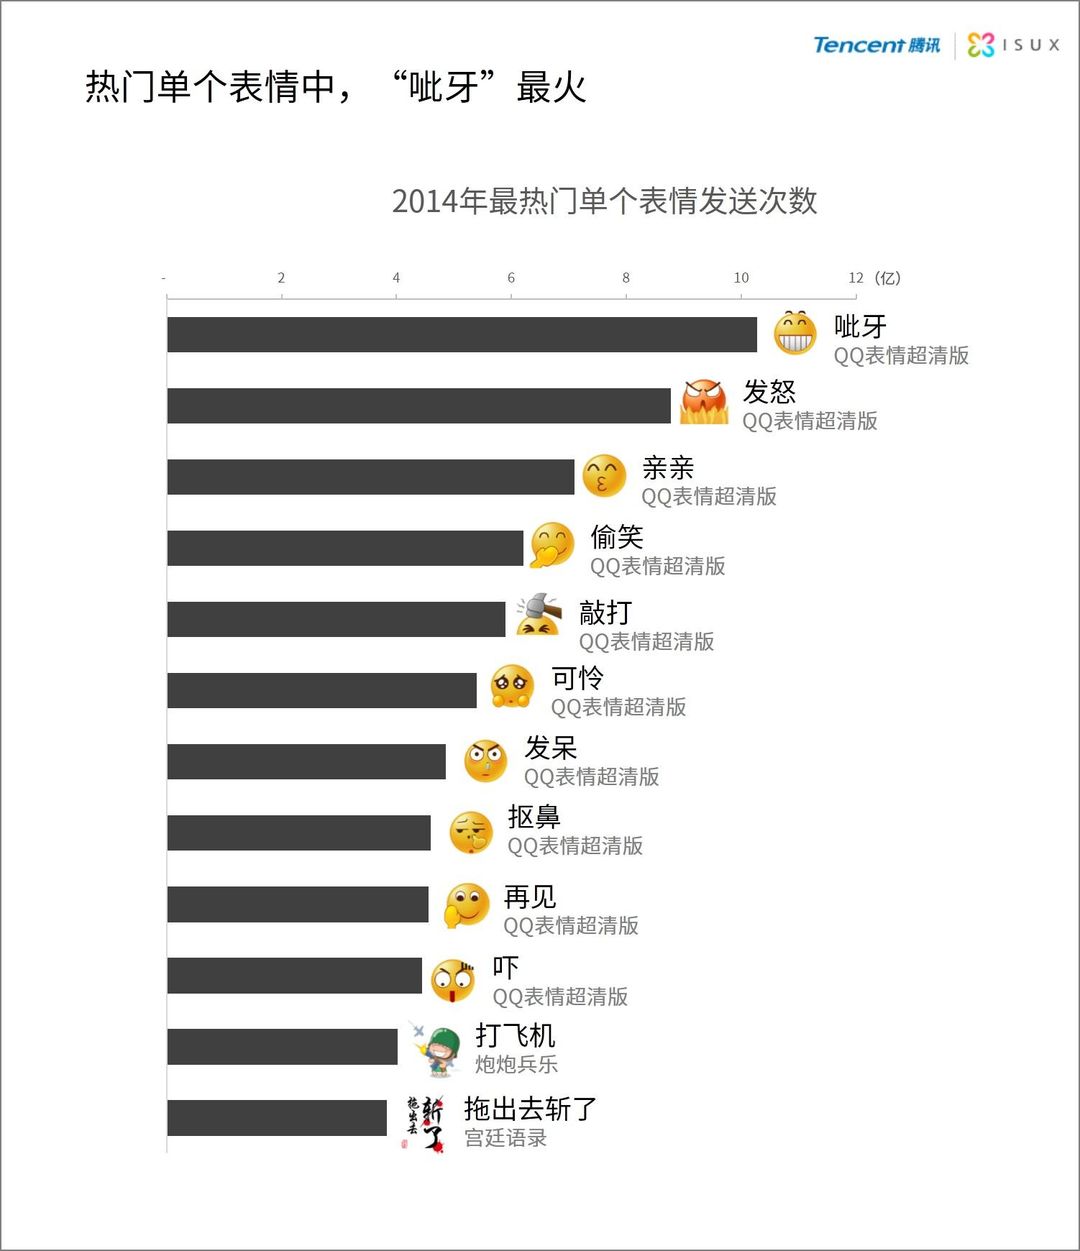 Tencent 腾讯 ISUX
热门单个表情中，“呲牙”最火
2014年最热门单个表情发送次数
- 2 4 6 8 10 12（亿）
呲牙
QQ表情超清版
发怒
QQ表情超清版
亲亲
QQ表情超清版
偷笑
QQ表情超清版
敲打
QQ表情超清版
可怜
QQ表情超清版
发呆
QQ表情超清版
抠鼻
QQ表情超清版
再见
QQ表情超清版
吓
QQ表情超清版
打飞机
炮炮兵乐
拖出去斩了
拖出去斩了
宫廷语录